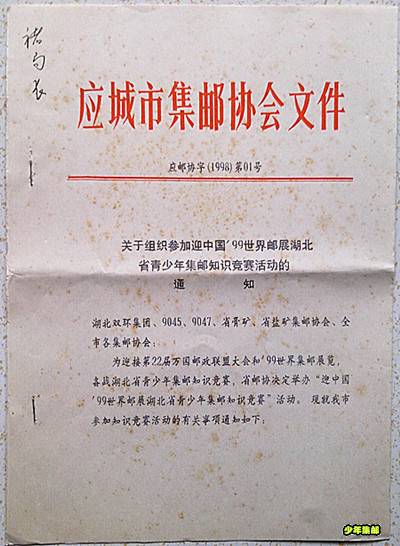 应城市集邮协会文件
应邮协字(1998)第01号
关于组织参加迎中国'99世界邮展湖北
省青少年集邮知识竞赛活动的
通 知
湖北双环集团、9045、9047、省膏矿、省盐矿集邮协会、全
市各集邮协会:
为迎接第22届万国邮政联盟大会和'99世界集邮展览,
喜战湖北省青少年集邮知识竞赛,省邮协决定举办“迎中国
'99世界邮展湖北省青少年集邮知识竞赛”活动。现就我市
参加知识竞赛活动的有关事项通知如下:
少年集邮